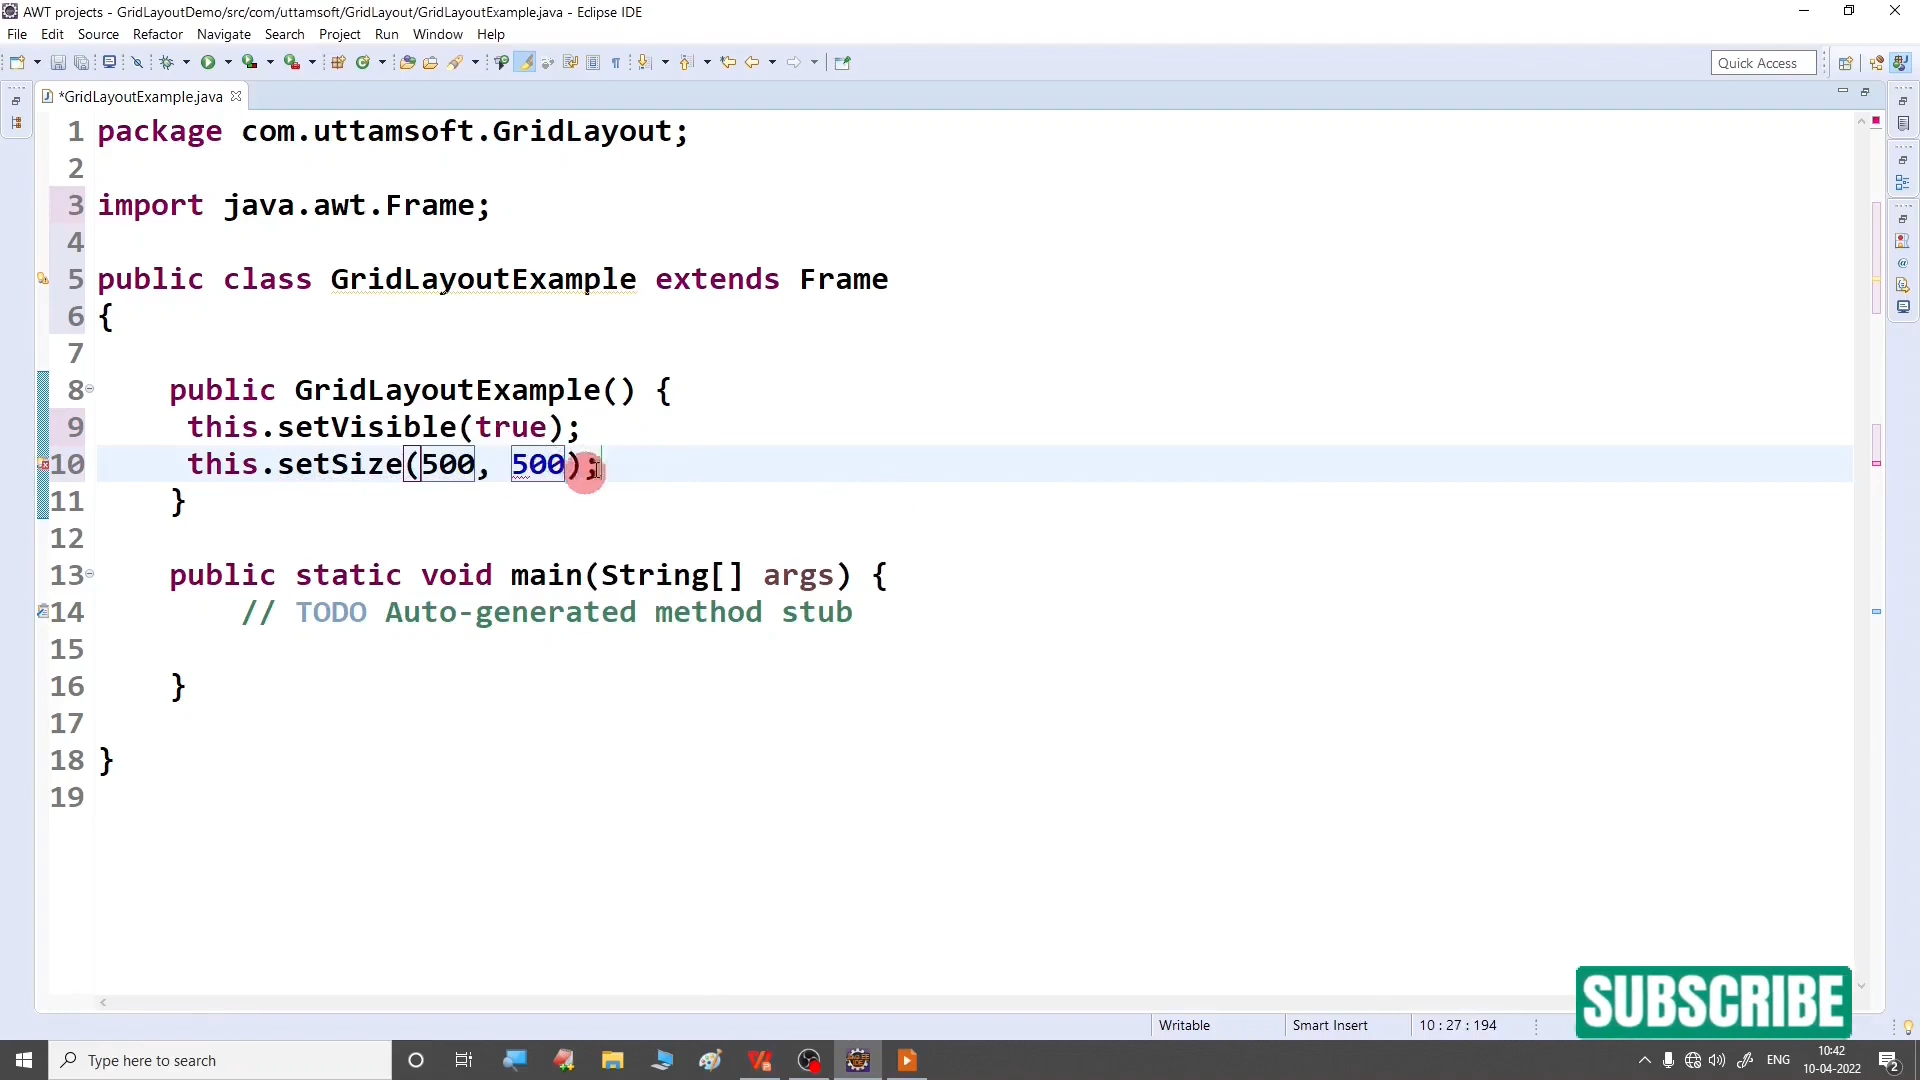 AWT projects - GridLayoutDemo/src/com/uttamsoft/GridLayout/GridLayoutExample.java - Eclipse IDE
File Edit Source Refactor Navigate Search Project Run Window Help
Quick Access
*GridLayoutExample.java
1 package com.uttamsoft.GridLayout;
2
3 import java.awt.Frame;
4
5 public class GridLayoutExample extends Frame
6 {
7
8 public GridLayoutExample() {
9 this.setVisible(true);
10 this.setSize(500, 500);
11 }
12
13 public static void main(String[] args) {
14 // TODO Auto-generated method stub
15
16 }
17
18 }
19
SUBSCRIBE
Writable Smart Insert 10 : 27 : 194
Type here to search
ENG
10:42
10-04-2022
2